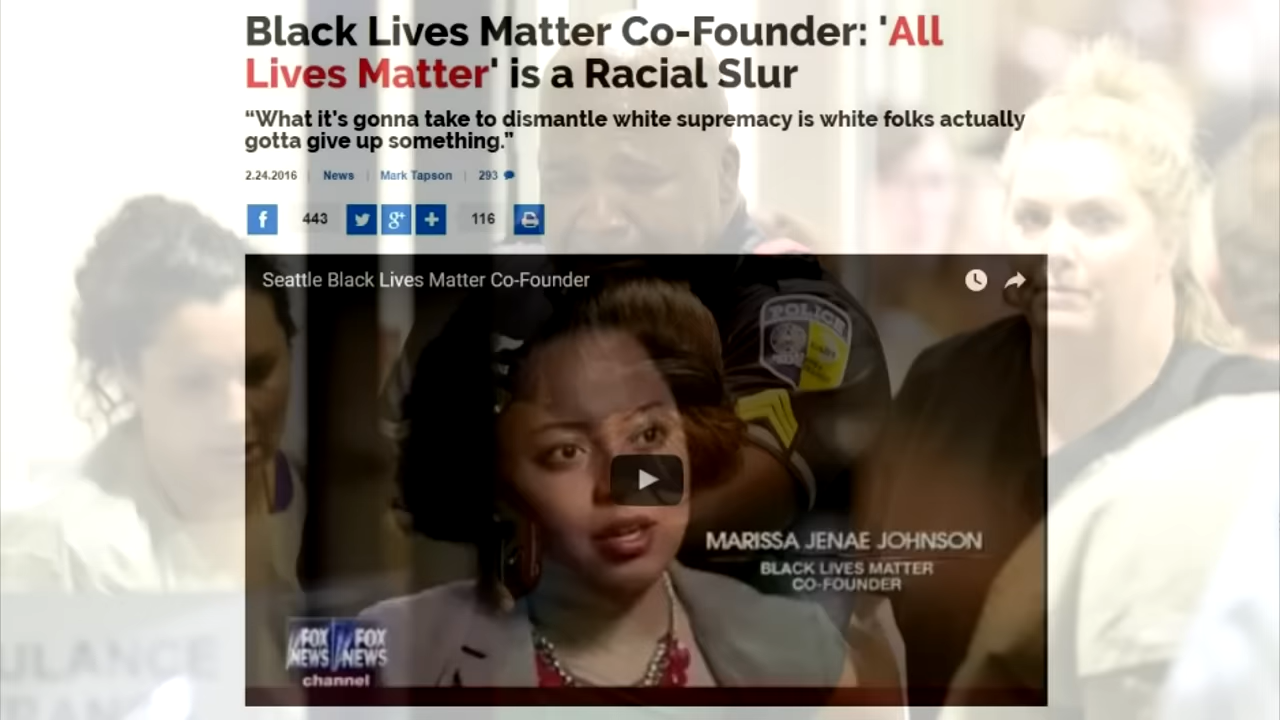 Black Lives Matter Co-Founder: 'All
Lives Matter' is a Racial Slur
“What it's gonna take to dismantle white supremacy is white folks actually
gotta give up something.”
2.24.2016 | News | Mark Tapson | 293
f 443 g+ + 116
Seattle Black Lives Matter Co-Founder
POLICE
MARISSA JENAE JOHNSON
BLACK LIVES MATTER
CO-FOUNDER
FOX NEWS FOX NEWS
channel
ULANCE